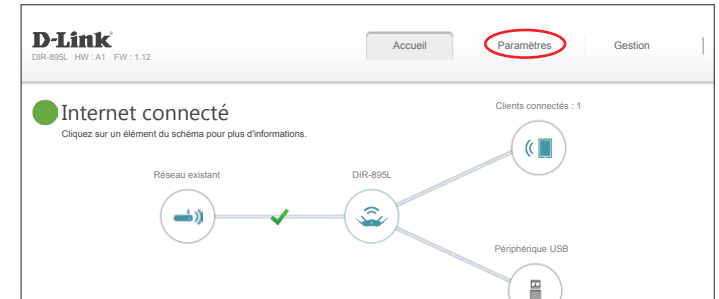 D-Link
DIR-895L HW : A1 FW : 1.12
Accueil
Paramètres
Gestion
Internet connecté
Cliquez sur un élément du schéma pour plus d'informations.
Clients connectés : 1
Réseau existant
DIR-895L
Périphérique USB